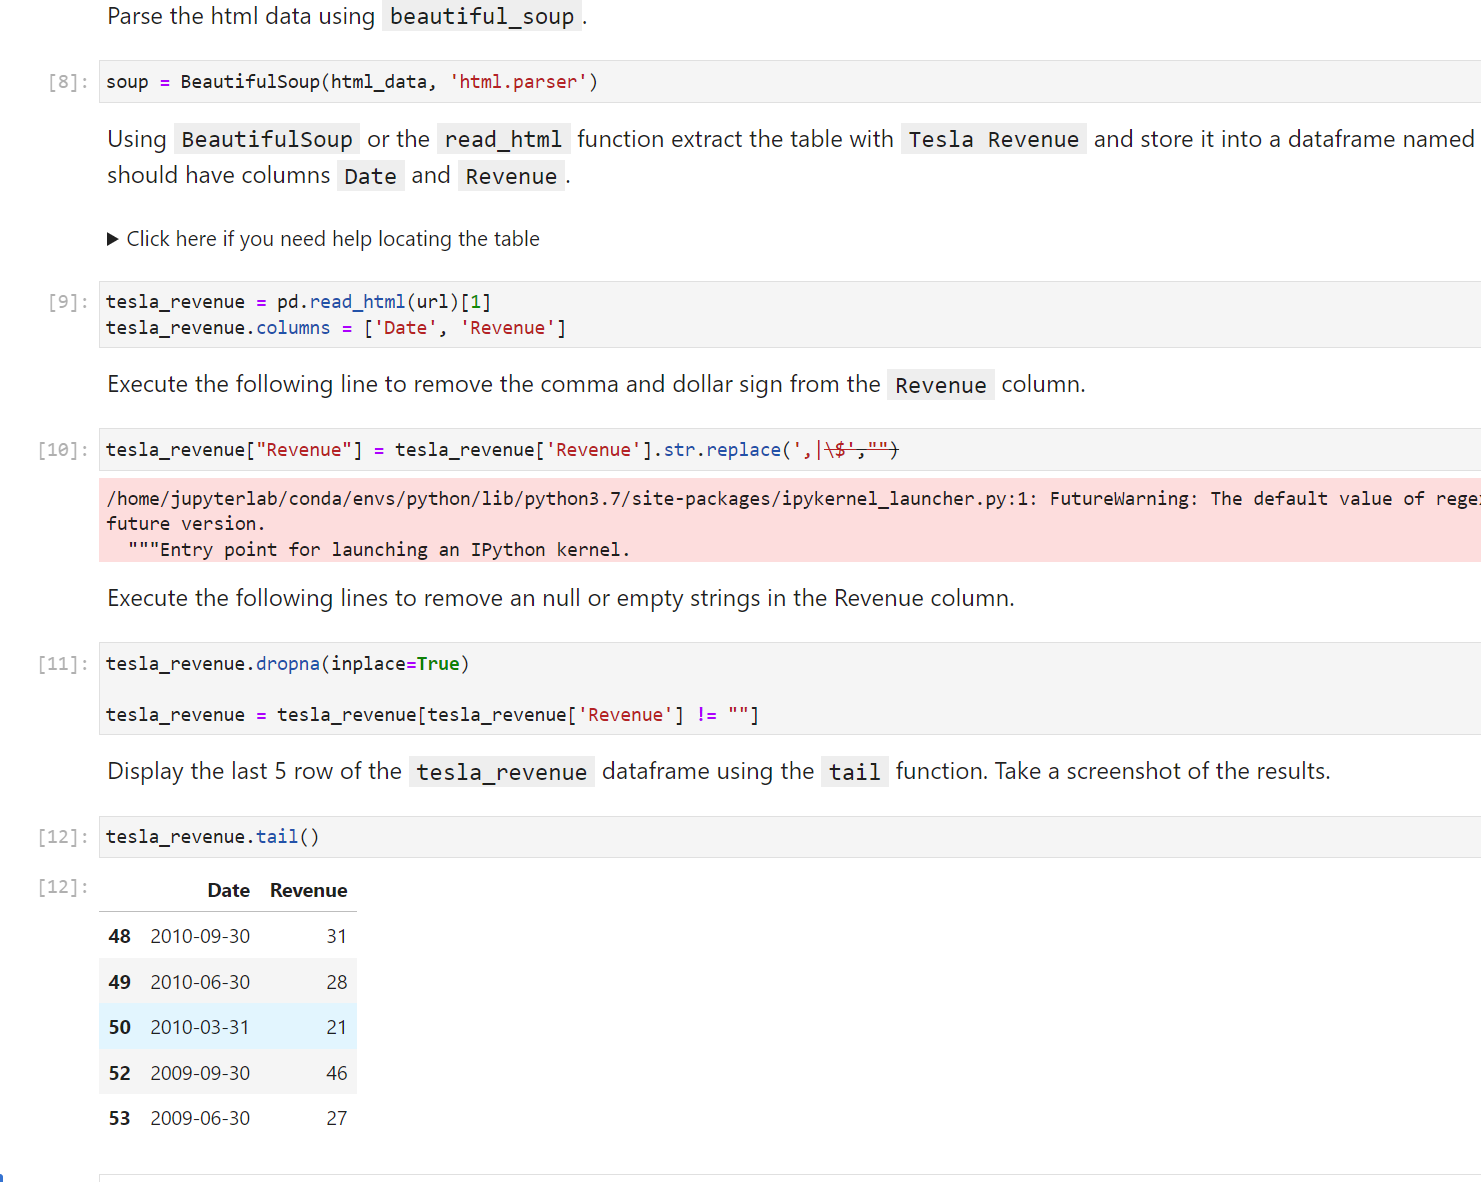 Parse the html data using beautiful_soup.
[8]: soup = BeautifulSoup(html_data, 'html.parser')
Using BeautifulSoup or the read_html function extract the table with Tesla Revenue and store it into a dataframe named
should have columns Date and Revenue.
▶ Click here if you need help locating the table
[9]: tesla_revenue = pd.read_html(url)[1]
tesla_revenue.columns = ['Date', 'Revenue']
Execute the following line to remove the comma and dollar sign from the Revenue column.
[10]: tesla_revenue["Revenue"] = tesla_revenue['Revenue'].str.replace(',|\$',"")
/home/jupyterlab/conda/envs/python/lib/python3.7/site-packages/ipykernel_launcher.py:1: FutureWarning: The default value of rege
future version.
"""Entry point for launching an IPython kernel.
Execute the following lines to remove an null or empty strings in the Revenue column.
[11]: tesla_revenue.dropna(inplace=True)
tesla_revenue = tesla_revenue[tesla_revenue['Revenue'] != ""]
Display the last 5 row of the tesla_revenue dataframe using the tail function. Take a screenshot of the results.
[12]: tesla_revenue.tail()
[12]: Date Revenue
48 2010-09-30 31
49 2010-06-30 28
50 2010-03-31 21
52 2009-09-30 46
53 2009-06-30 27